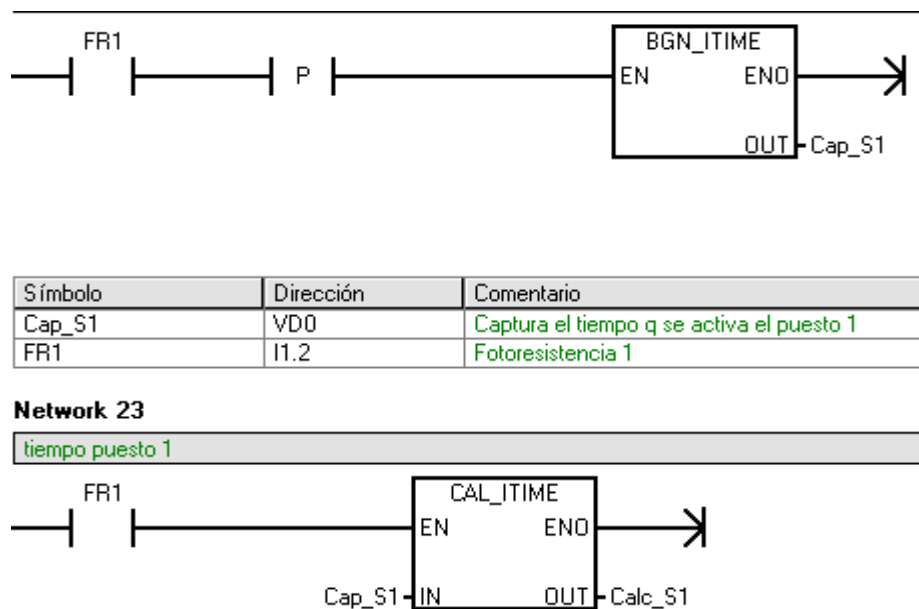 FR1 BGN_ITIME
P EN ENO
OUT Cap_S1
Símbolo Dirección Comentario
Cap_S1 VD0 Captura el tiempo q se activa el puesto 1
FR1 I1.2 Fotoresistencia 1
Network 23
tiempo puesto 1
FR1 CAL_ITIME
EN ENO
Cap_S1 IN OUT Calc_S1